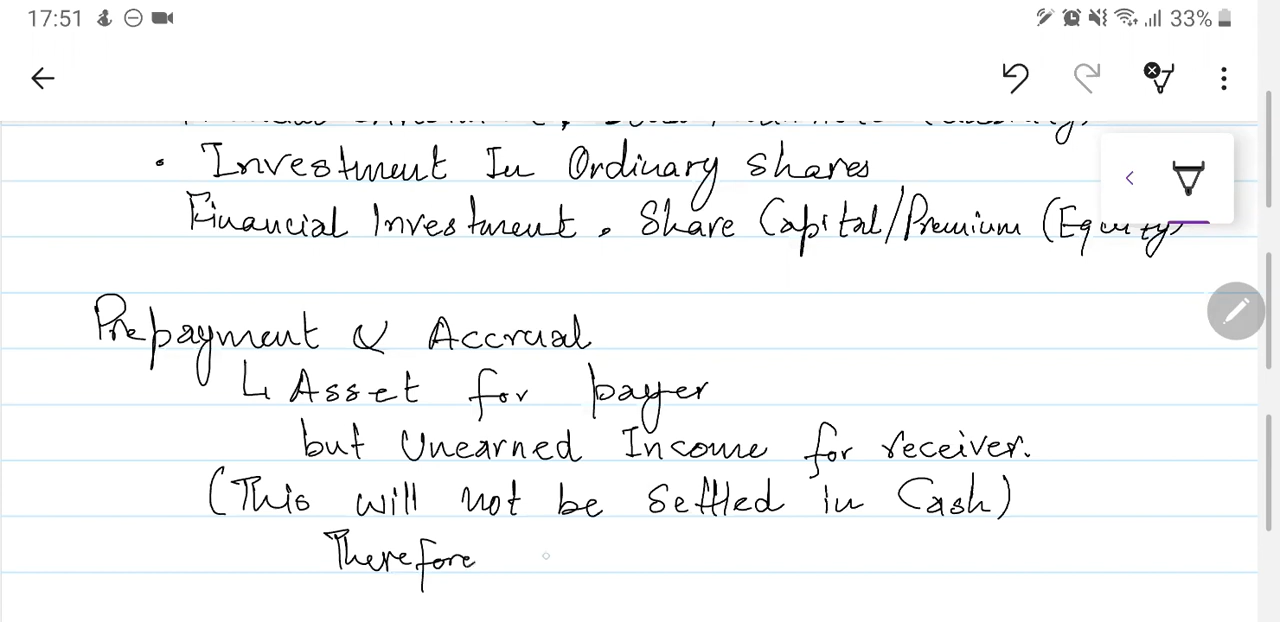 17:51 33%
• Investment In Ordinary shares
Financial Investment. Share Capital/Premium (Equity)
Prepayment & Accrual
↳ Asset for payer
but Unearned Income for receiver.
(This will not be Settled in Cash)
Therefore